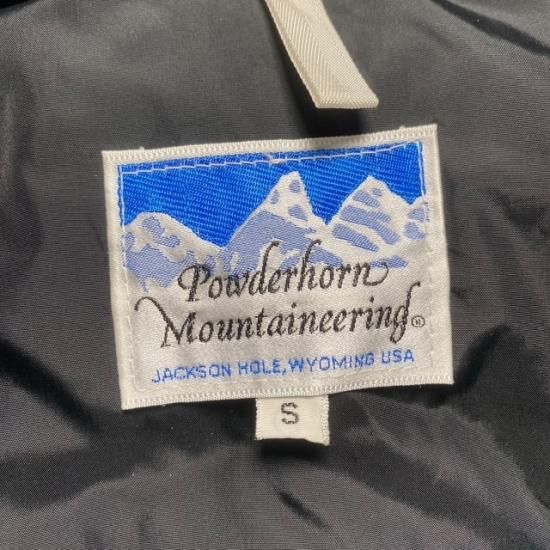 Powderhorn
Mountaineering®
JACKSON HOLE, WYOMING USA
S